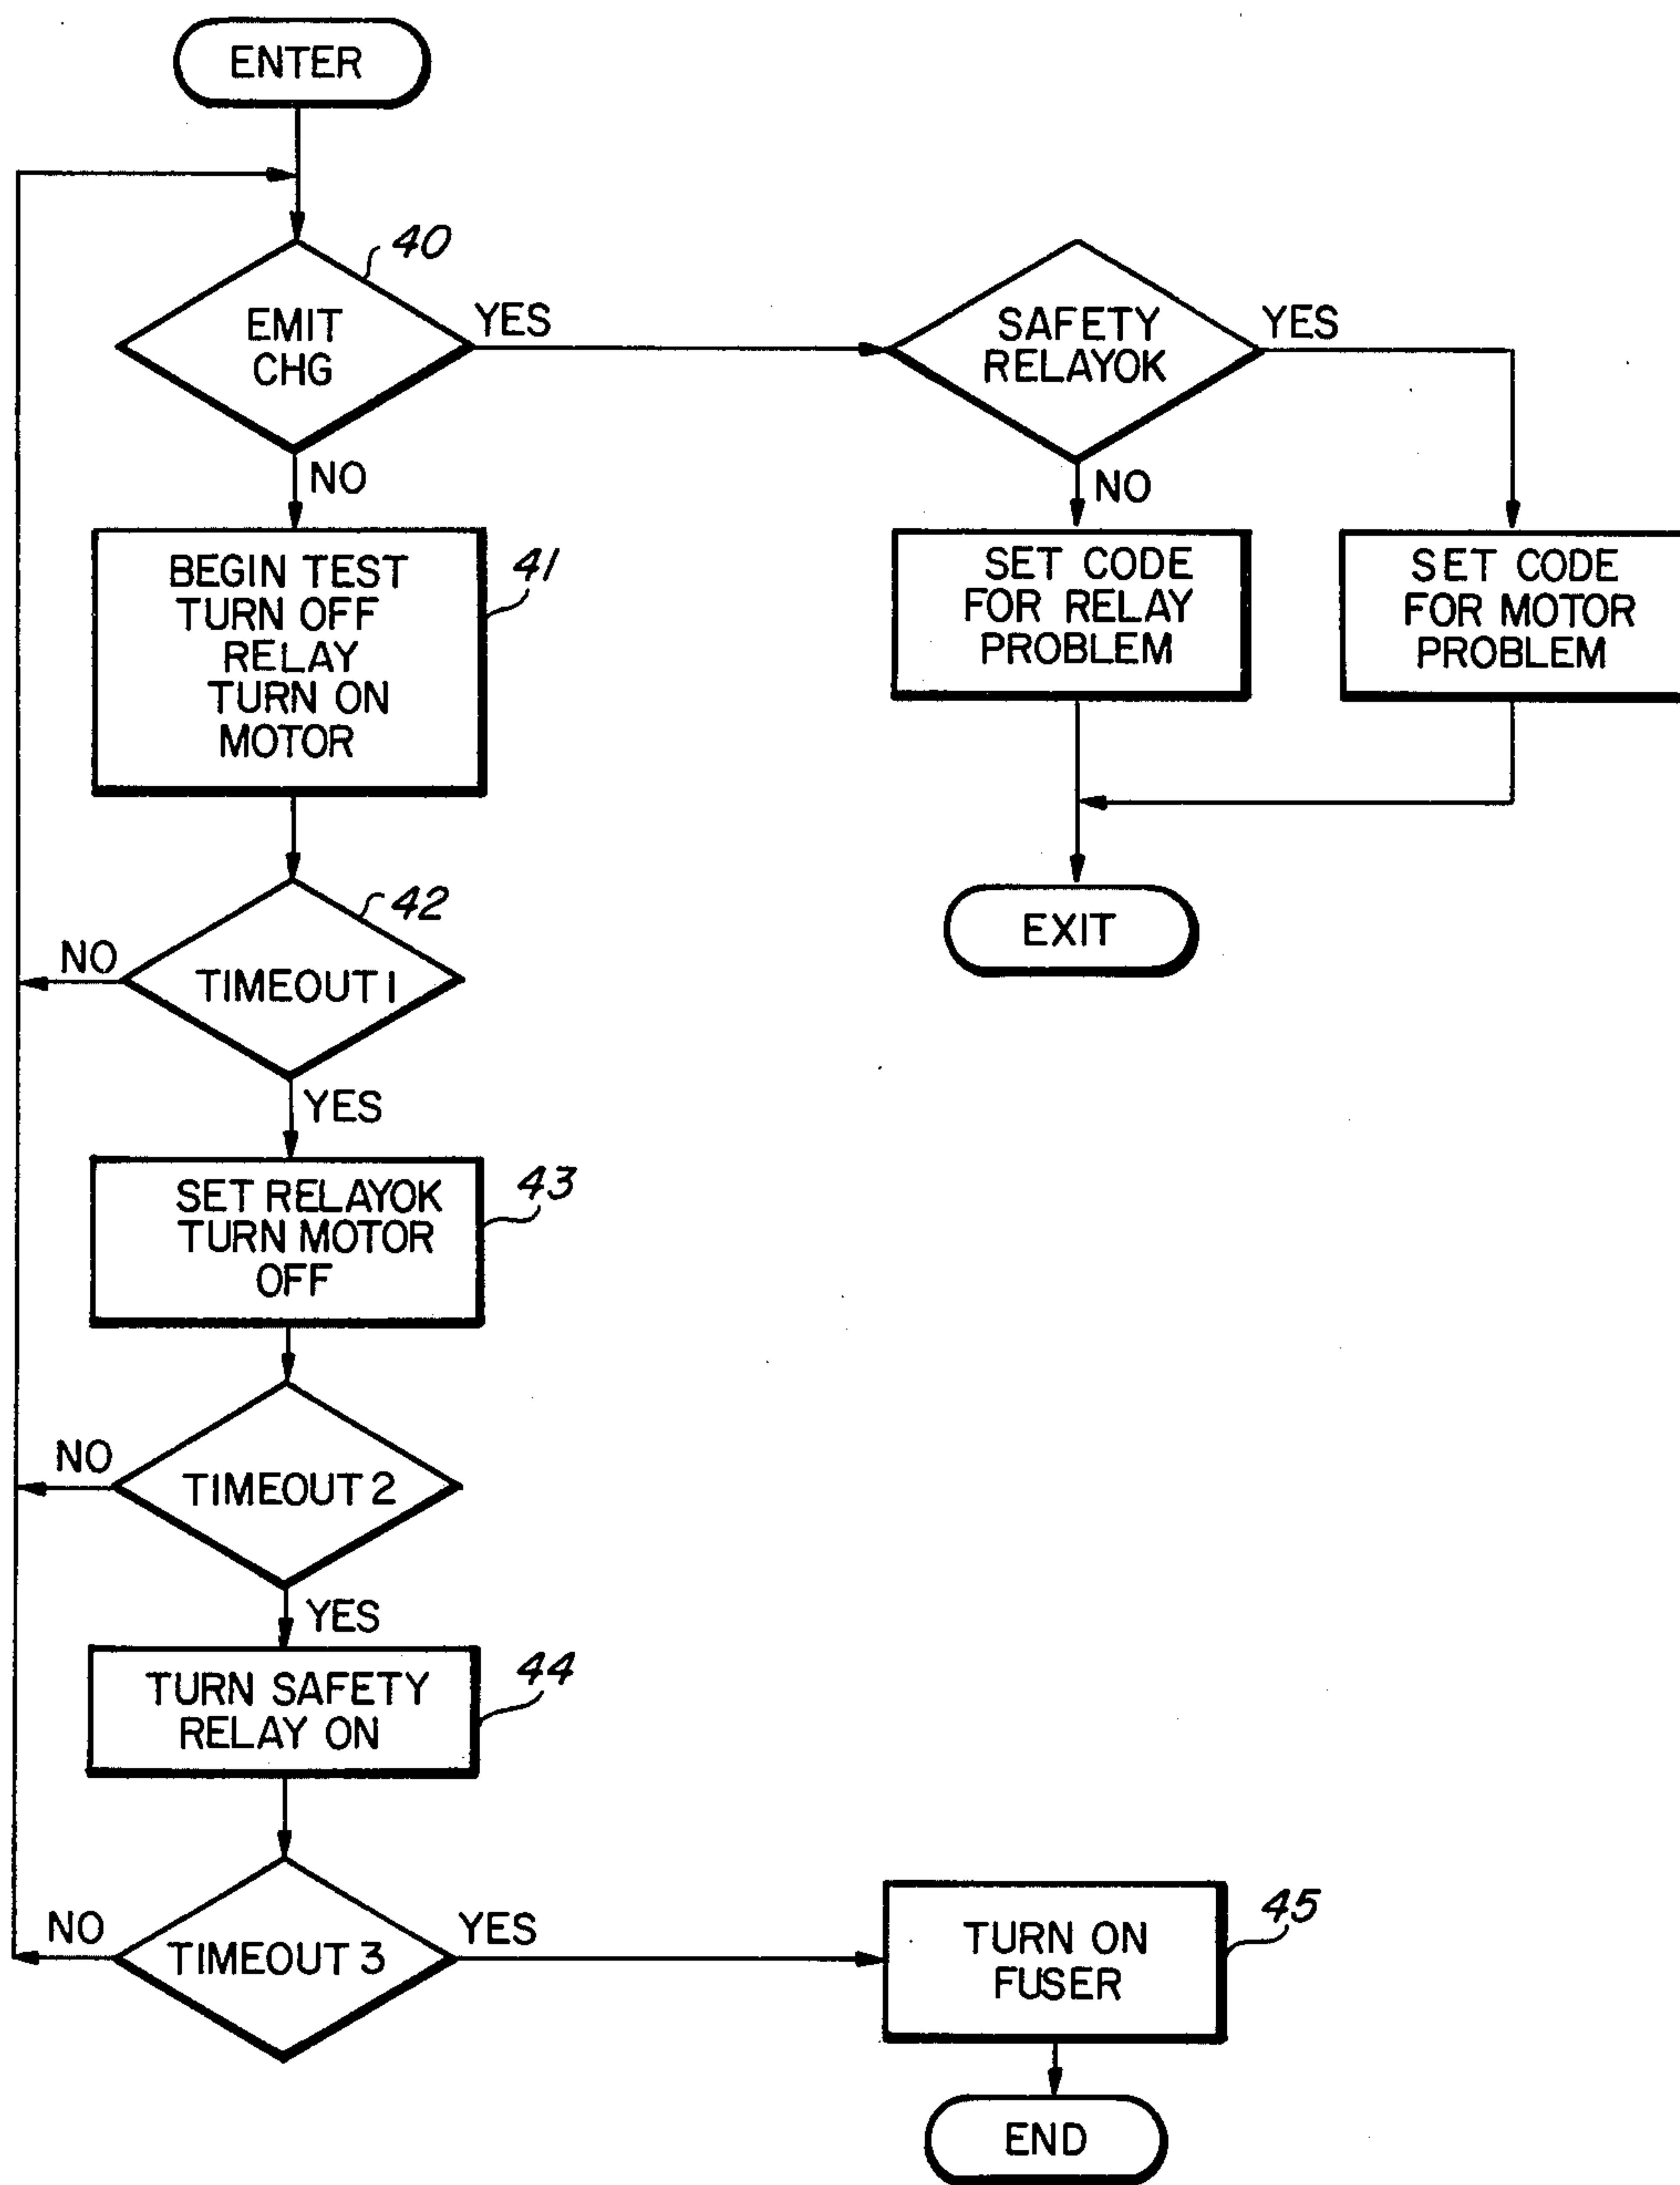 ENTER
40
EMIT
CHG
YES
NO
SAFETY
RELAYOK
YES
NO
BEGIN TEST
TURN OFF
RELAY
TURN ON
MOTOR
41
SET CODE
FOR RELAY
PROBLEM
SET CODE
FOR MOTOR
PROBLEM
EXIT
42
NO
TIMEOUT 1
YES
SET RELAYOK
TURN MOTOR
OFF
43
NO
TIMEOUT 2
YES
TURN SAFETY
RELAY ON
44
NO
TIMEOUT 3
YES
TURN ON
FUSER
45
END